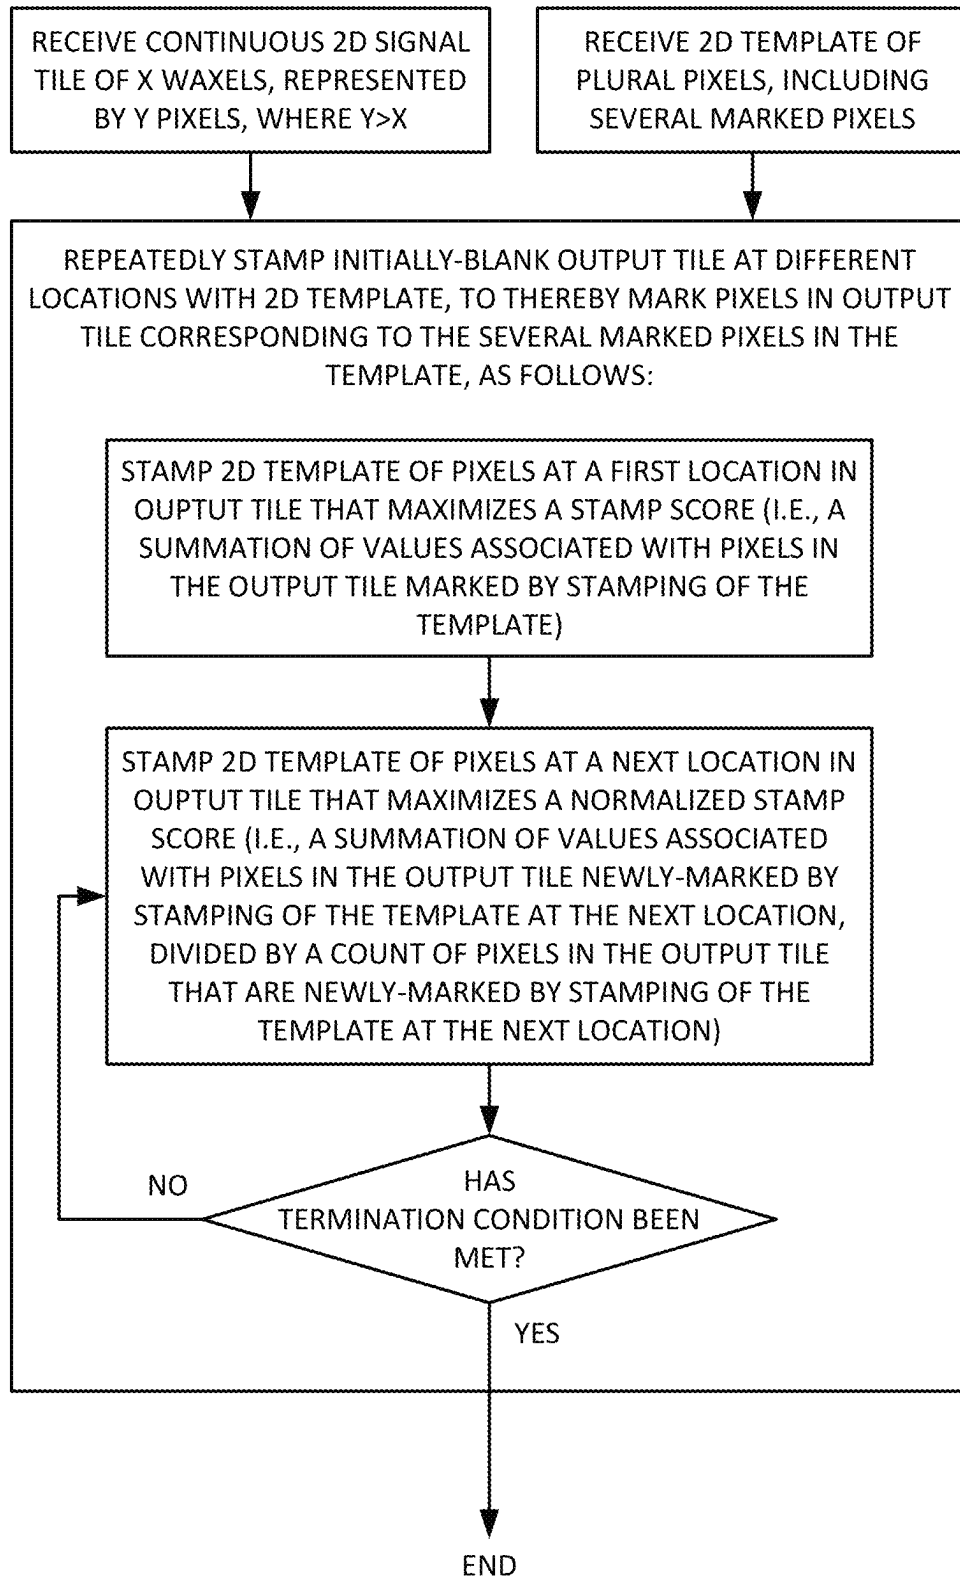 RECEIVE CONTINUOUS 2D SIGNAL
TILE OF X WAXELS, REPRESENTED
BY Y PIXELS, WHERE Y>X
RECEIVE 2D TEMPLATE OF
PLURAL PIXELS, INCLUDING
SEVERAL MARKED PIXELS
REPEATEDLY STAMP INITIALLY-BLANK OUTPUT TILE AT DIFFERENT
LOCATIONS WITH 2D TEMPLATE, TO THEREBY MARK PIXELS IN OUTPUT
TILE CORRESPONDING TO THE SEVERAL MARKED PIXELS IN THE
TEMPLATE, AS FOLLOWS:
STAMP 2D TEMPLATE OF PIXELS AT A FIRST LOCATION IN
OUPTUT TILE THAT MAXIMIZES A STAMP SCORE (I.E., A
SUMMATION OF VALUES ASSOCIATED WITH PIXELS IN
THE OUTPUT TILE MARKED BY STAMPING OF THE
TEMPLATE)
STAMP 2D TEMPLATE OF PIXELS AT A NEXT LOCATION IN
OUPTUT TILE THAT MAXIMIZES A NORMALIZED STAMP
SCORE (I.E., A SUMMATION OF VALUES ASSOCIATED
WITH PIXELS IN THE OUTPUT TILE NEWLY-MARKED BY
STAMPING OF THE TEMPLATE AT THE NEXT LOCATION,
DIVIDED BY A COUNT OF PIXELS IN THE OUTPUT TILE
THAT ARE NEWLY-MARKED BY STAMPING OF THE
TEMPLATE AT THE NEXT LOCATION)
NO
HAS
TERMINATION CONDITION BEEN
MET?
YES
END